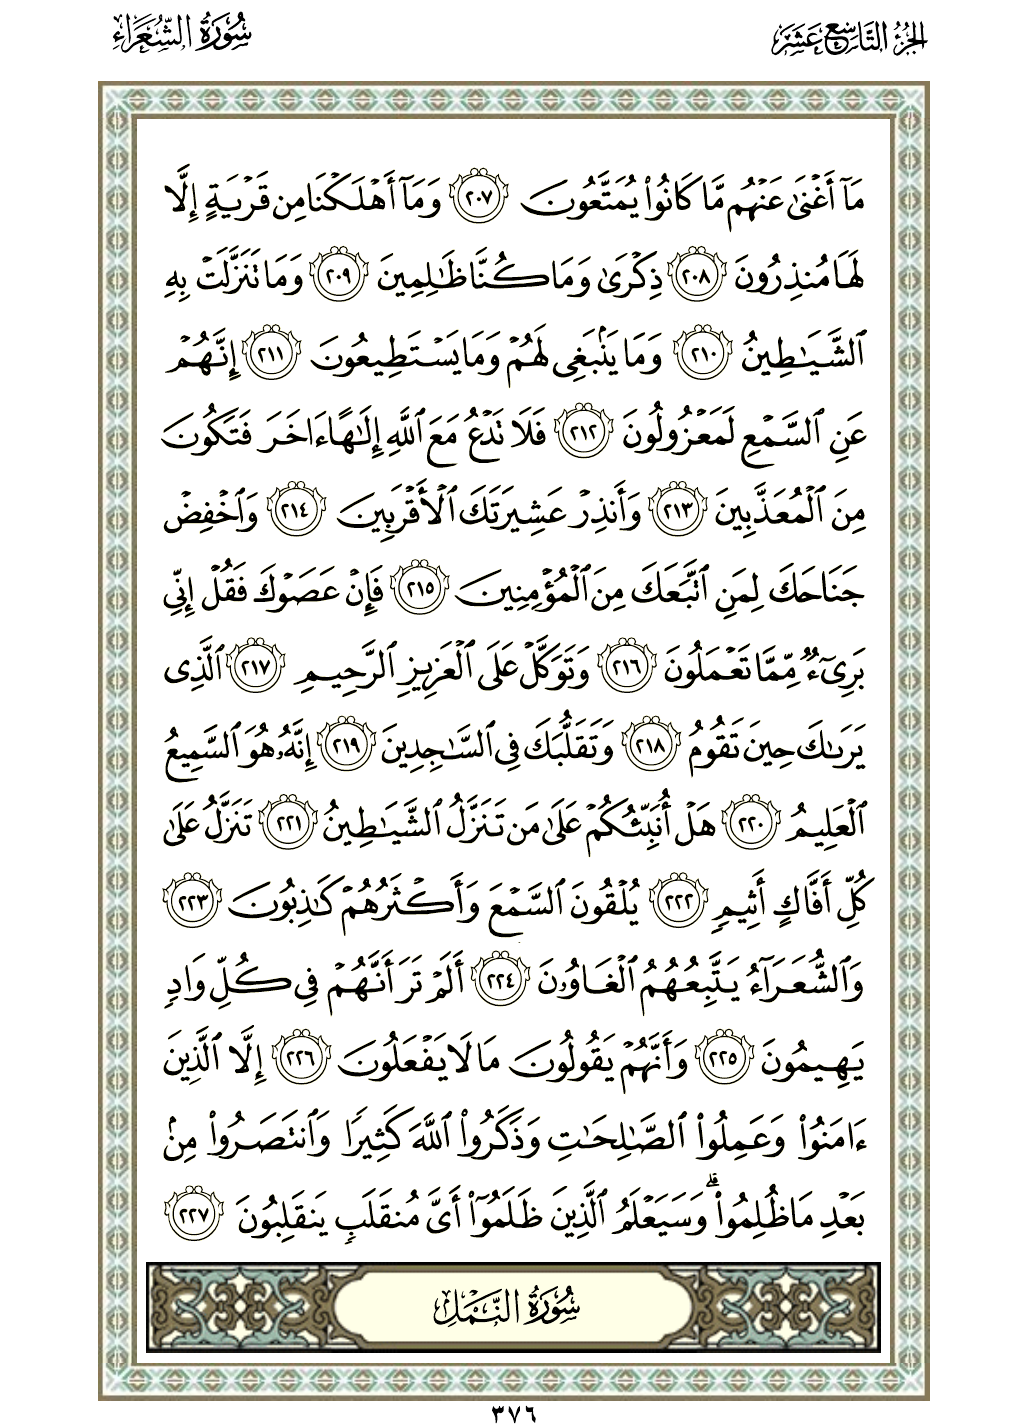 الجزء التاسع عشر
سورة الشعراء
مَآ أَغْنَىٰ عَنْهُم مَّا كَانُوا۟ يُمَتَّعُونَ ٢٠٧ وَمَآ أَهْلَكْنَا مِن قَرْيَةٍ إِلَّا
لَهَا مُنذِرُونَ ٢٠٨ ذِكْرَىٰ وَمَا كُنَّا ظَٰلِمِينَ ٢٠٩ وَمَا تَنَزَّلَتْ بِهِ
ٱلشَّيَٰطِينُ ٢١٠ وَمَا يَنۢبَغِى لَهُمْ وَمَا يَسْتَطِيعُونَ ٢١١ إِنَّهُمْ
عَنِ ٱلسَّمْعِ لَمَعْزُولُونَ ٢١٢ فَلَا تَدْعُ مَعَ ٱللَّهِ إِلَٰهًا ءَاخَرَ فَتَكُونَ
مِنَ ٱلْمُعَذَّبِينَ ٢١٣ وَأَنذِرْ عَشِيرَتَكَ ٱلْأَقْرَبِينَ ٢١٤ وَٱخْفِضْ
جَنَاحَكَ لِمَنِ ٱتَّبَعَكَ مِنَ ٱلْمُؤْمِنِينَ ٢١٥ فَإِنْ عَصَوْكَ فَقُلْ إِنِّى
بَرِىٓءٌ مِّمَّا تَعْمَلُونَ ٢١٦ وَتَوَكَّلْ عَلَى ٱلْعَزِيزِ ٱلرَّحِيمِ ٢١٧ ٱلَّذِى
يَرَىٰكَ حِينَ تَقُومُ ٢١٨ وَتَقَلُّبَكَ فِى ٱلسَّٰجِدِينَ ٢١٩ إِنَّهُۥ هُوَ ٱلسَّمِيعُ
ٱلْعَلِيمُ ٢٢٠ هَلْ أُنَبِّئُكُمْ عَلَىٰ مَن تَنَزَّلُ ٱلشَّيَٰطِينُ ٢٢١ تَنَزَّلُ عَلَىٰ
كُلِّ أَفَّاكٍ أَثِيمٍ ٢٢٢ يُلْقُونَ ٱلسَّمْعَ وَأَكْثَرُهُمْ كَٰذِبُونَ ٢٢٣
وَٱلشُّعَرَآءُ يَتَّبِعُهُمُ ٱلْغَاوُۥنَ ٢٢٤ أَلَمْ تَرَ أَنَّهُمْ فِى كُلِّ وَادٍ
يَهِيمُونَ ٢٢٥ وَأَنَّهُمْ يَقُولُونَ مَا لَا يَفْعَلُونَ ٢٢٦ إِلَّا ٱلَّذِينَ
ءَامَنُوا۟ وَعَمِلُوا۟ ٱلصَّٰلِحَٰتِ وَذَكَرُوا۟ ٱللَّهَ كَثِيرًا وَٱنتَصَرُوا۟ مِنۢ
بَعْدِ مَا ظُلِمُوا۟ ۗ وَسَيَعْلَمُ ٱلَّذِينَ ظَلَمُوٓا۟ أَىَّ مُنقَلَبٍ يَنقَلِبُونَ ٢٢٧
سورة النمل
٣٧٦